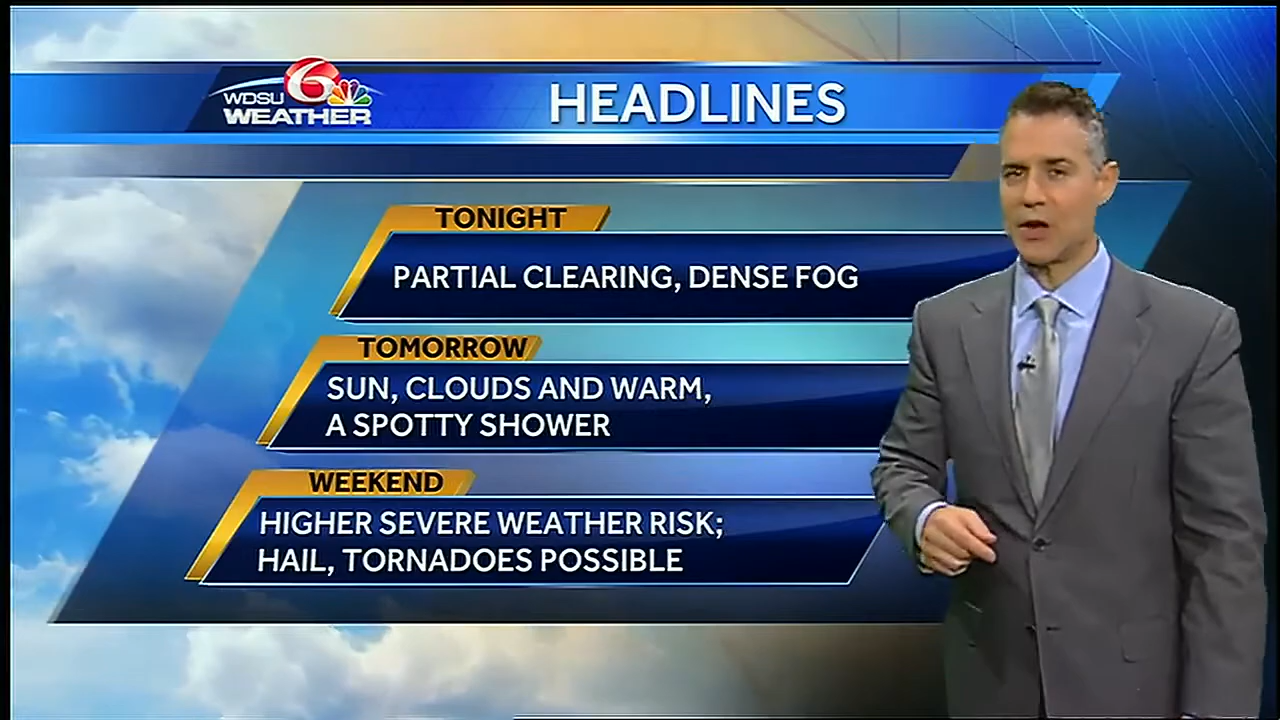 WDSU 6
WEATHER
HEADLINES
TONIGHT
PARTIAL CLEARING, DENSE FOG
TOMORROW
SUN, CLOUDS AND WARM,
A SPOTTY SHOWER
WEEKEND
HIGHER SEVERE WEATHER RISK;
HAIL, TORNADOES POSSIBLE